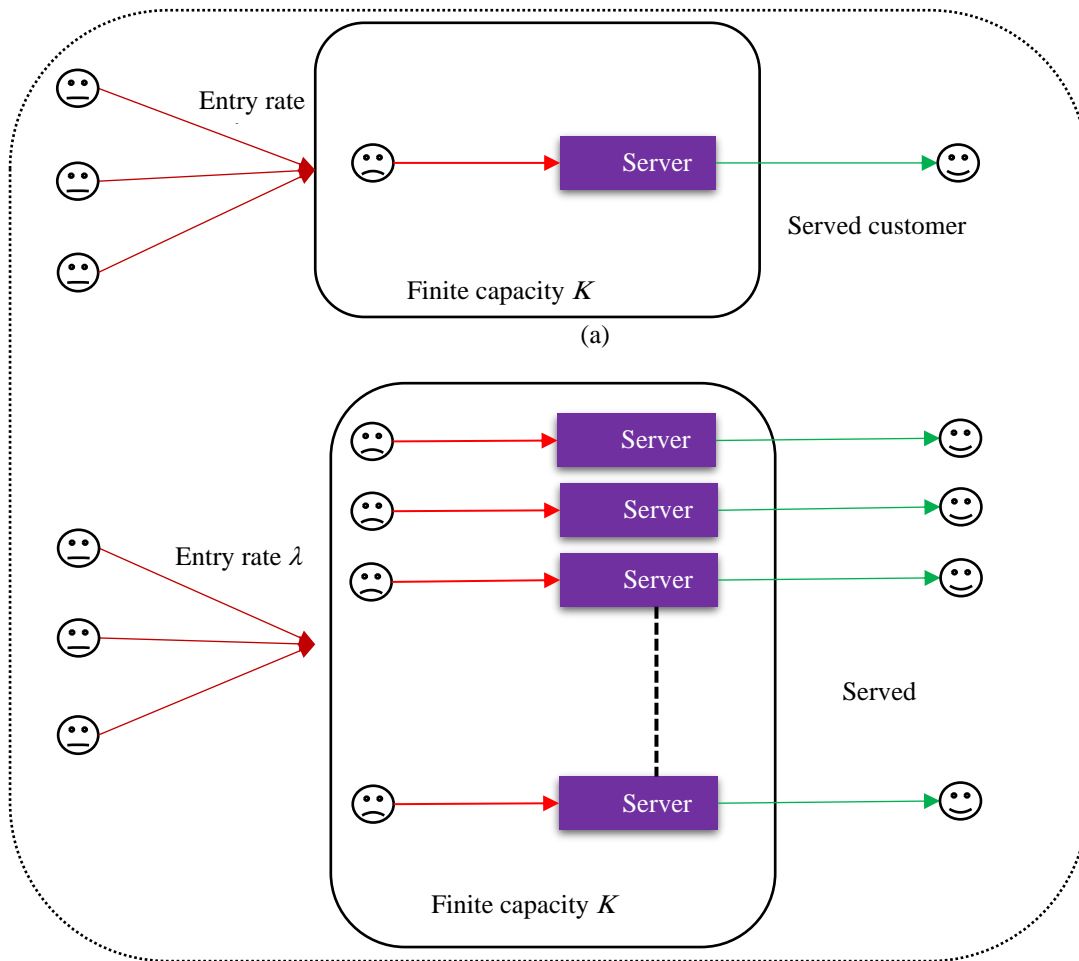 Entry rate
Server
Served customer
Finite capacity K
(a)
Server
Server
Entry rate λ
Server
Served
Server
Finite capacity K